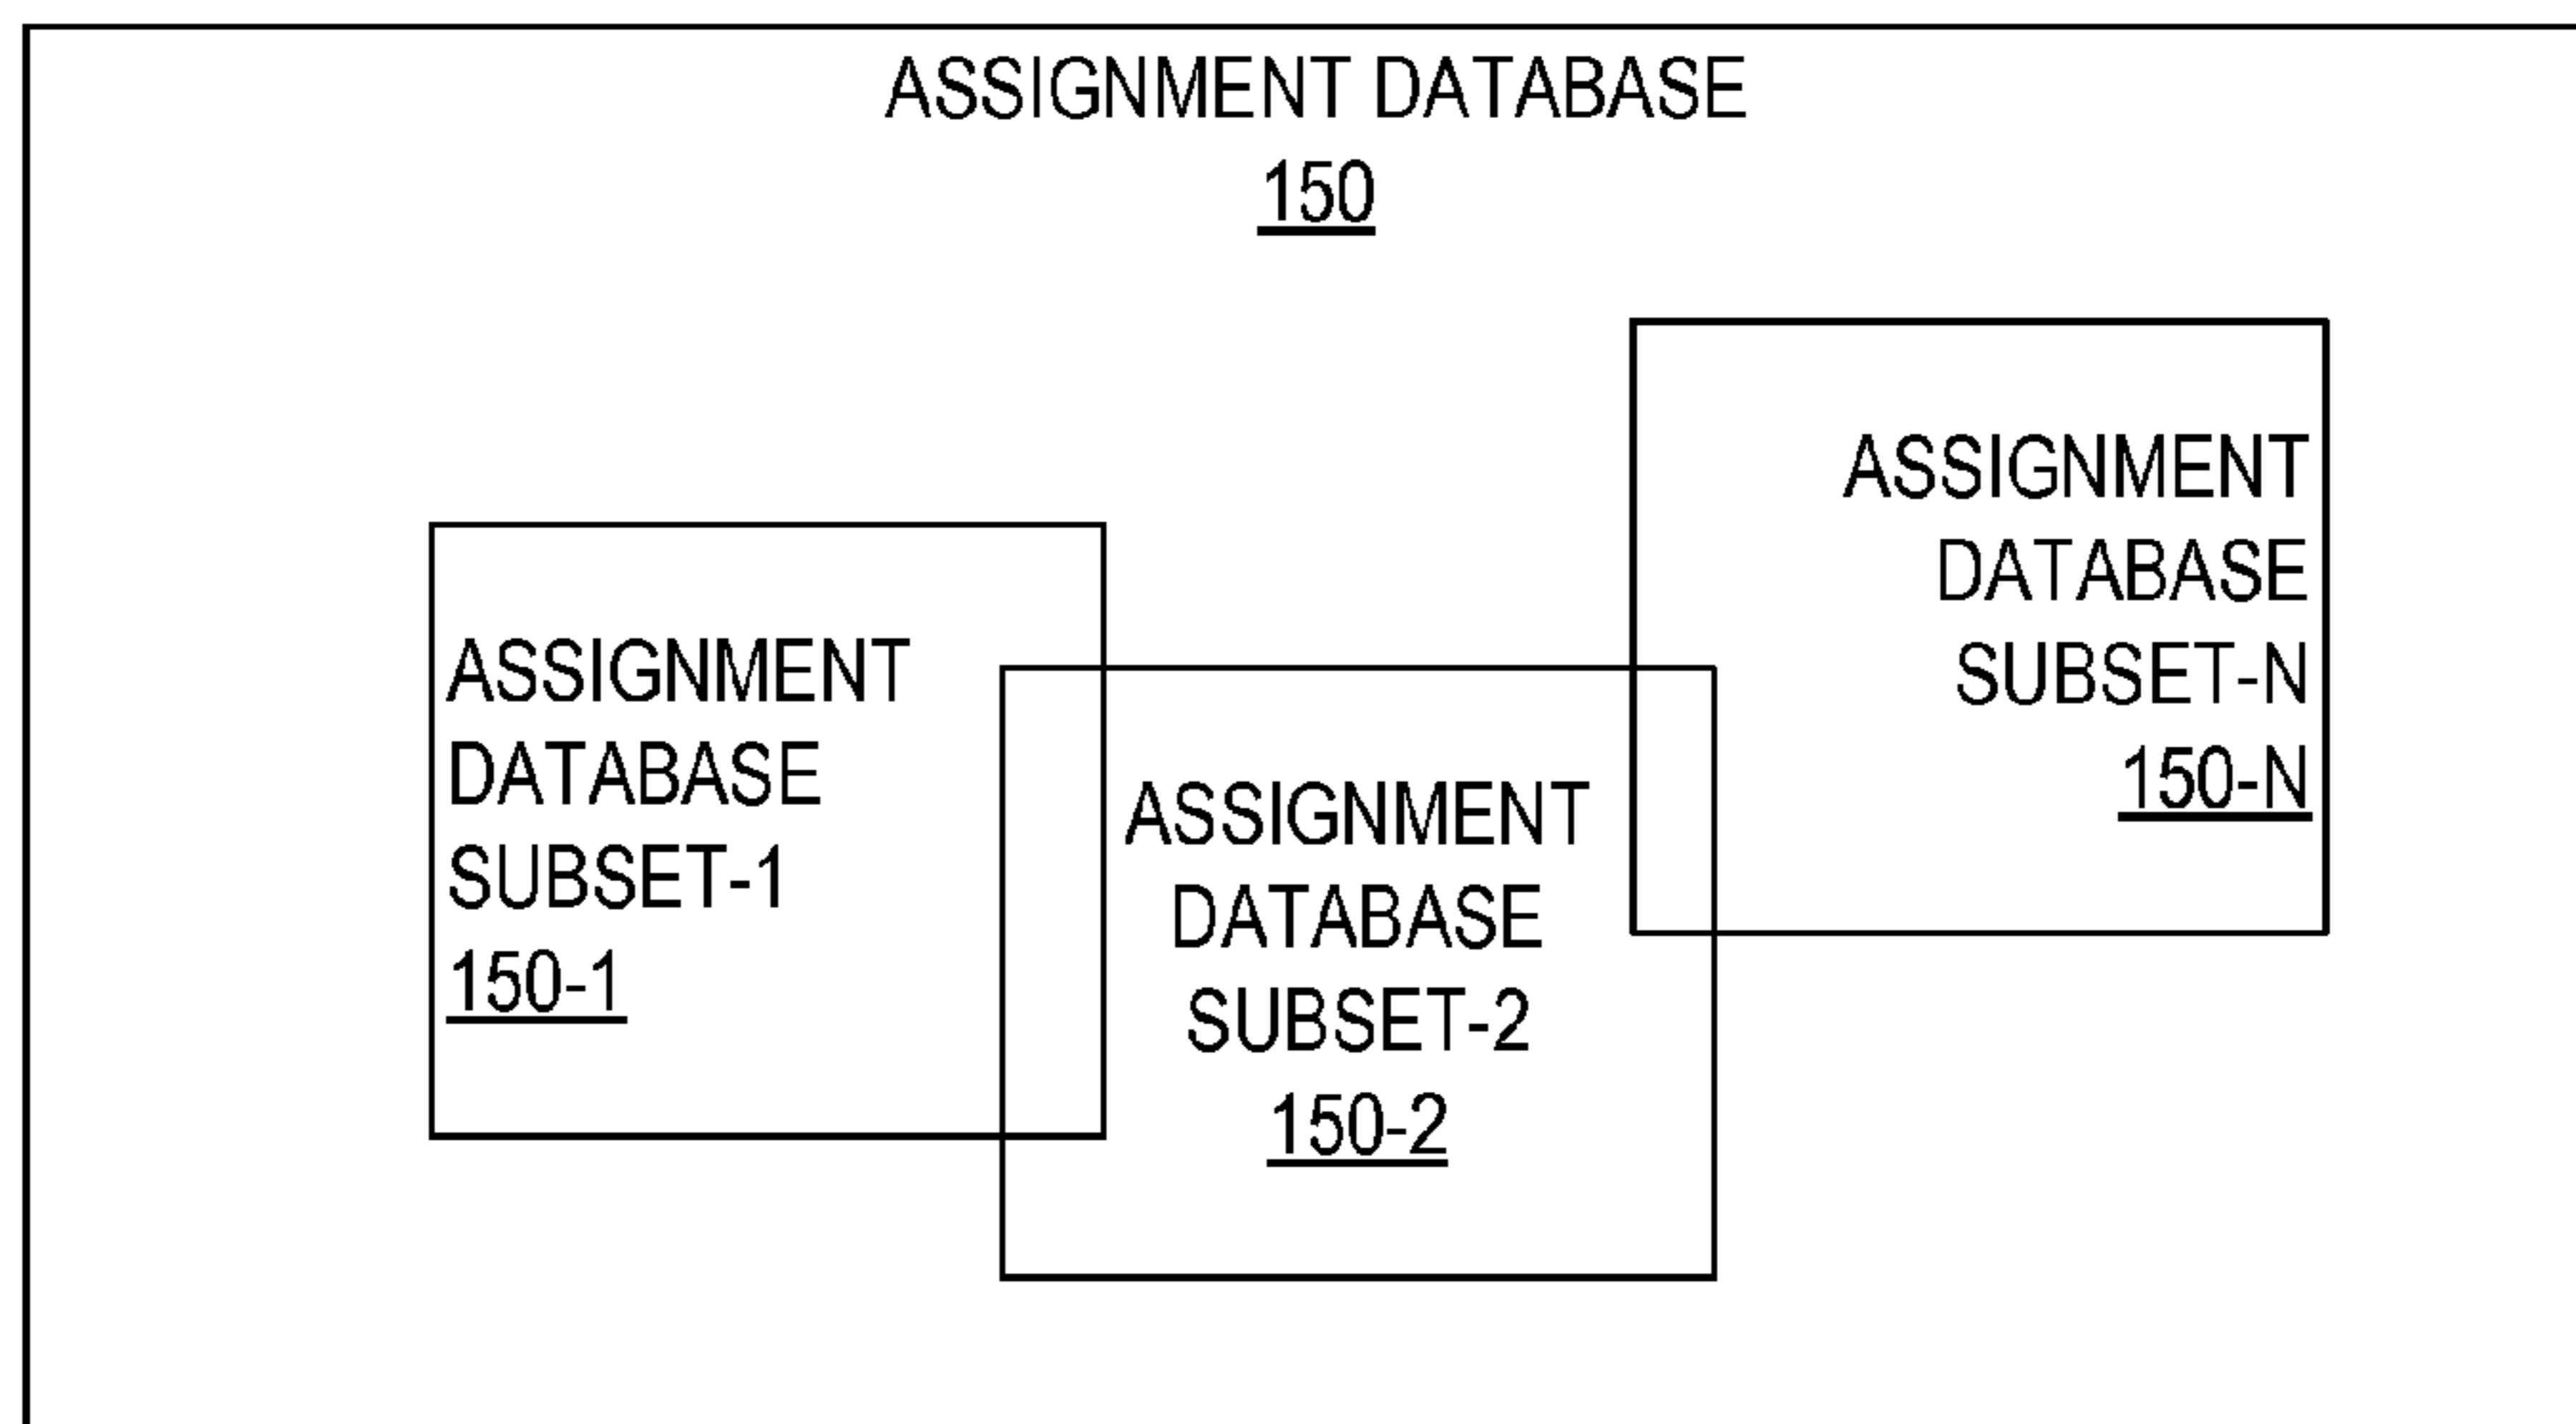 ASSIGNMENT DATABASE
150
ASSIGNMENT
DATABASE
SUBSET-1
150-1
ASSIGNMENT
DATABASE
SUBSET-2
150-2
ASSIGNMENT
DATABASE
SUBSET-N
150-N